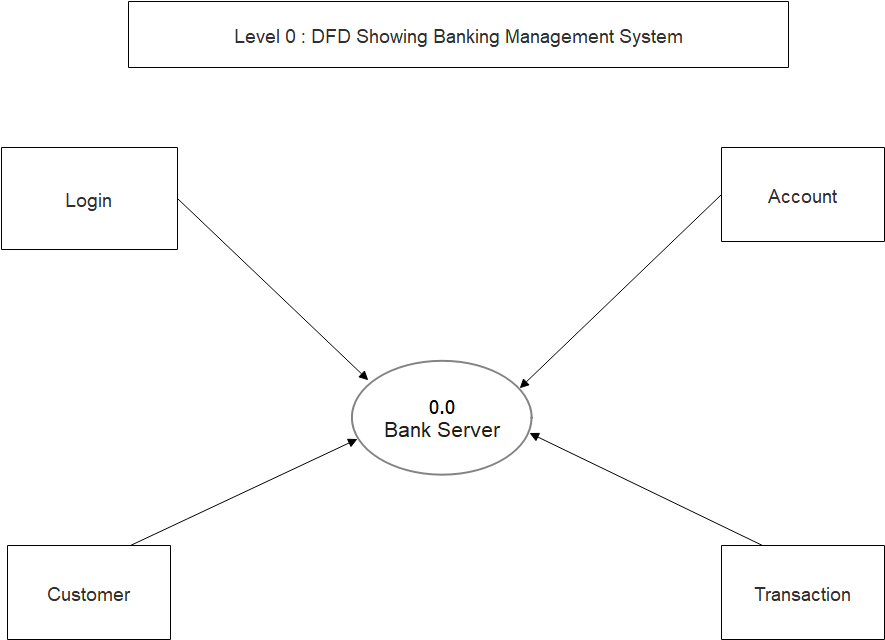 Level 0 : DFD Showing Banking Management System
Login
Account
0.0
Bank Server
Customer
Transaction